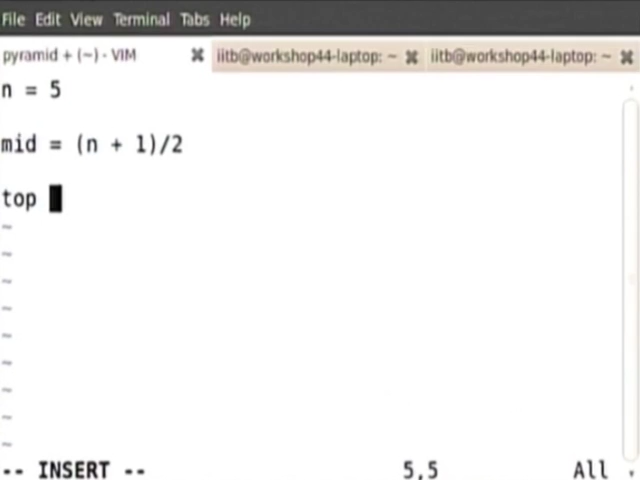 File Edit View Terminal Tabs Help
pyramid + (~) - VIM ✖ iitb@workshop44-laptop: ~ ✖ iitb@workshop44-laptop: ~ ✖
n = 5
mid = (n + 1)/2
top
~
~
~
~
~
~
~
~
~
-- INSERT -- 5,5 All